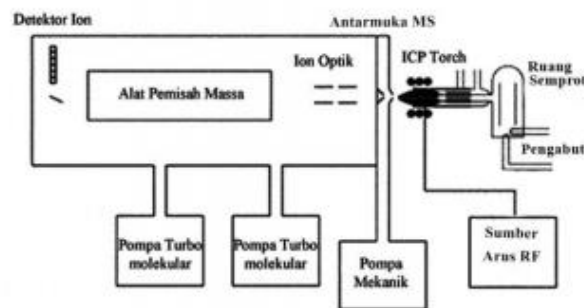 Detektor Ion
Antarmuka MS
Ion Optik
ICP Torch
Ruang
Semprot
Alat Pemisah Massa
Pengabut
Pompa Turbo
molekular
Pompa Turbo
molekular
Pompa
Mekanik
Sumber
Arus RF